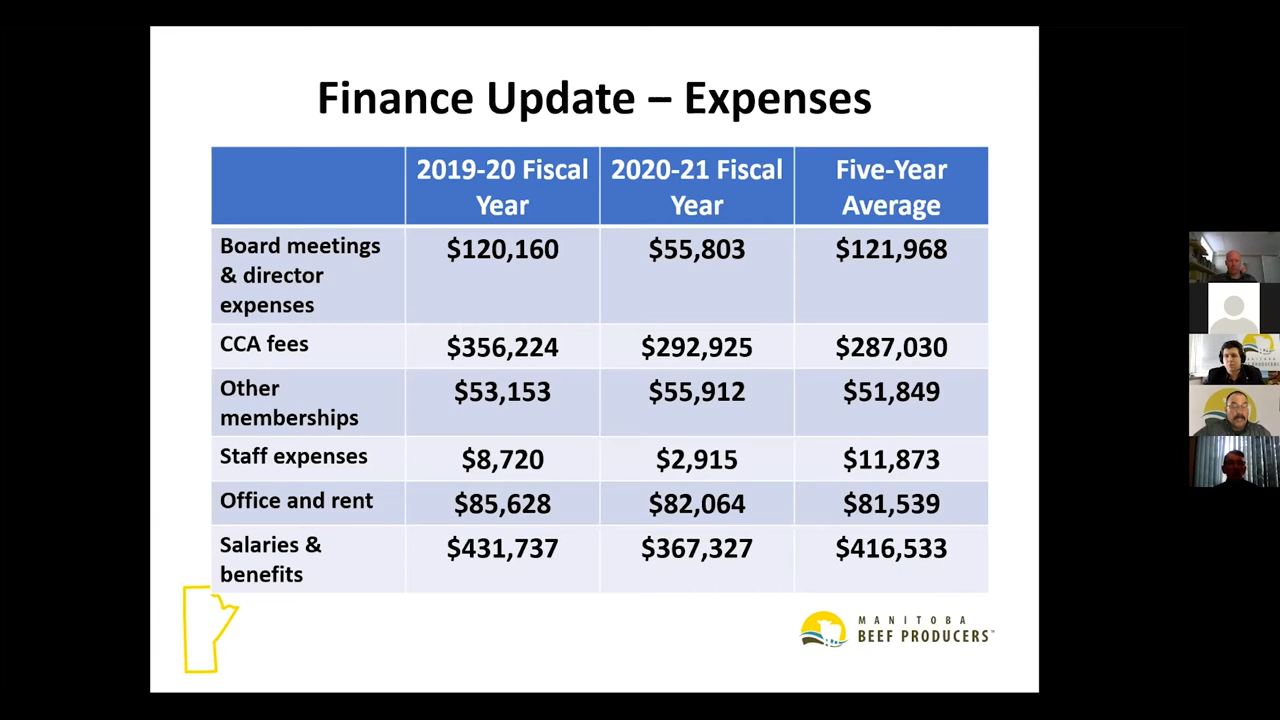 Finance Update – Expenses
2019-20 Fiscal Year
2020-21 Fiscal Year
Five-Year Average
Board meetings & director expenses
$120,160
$55,803
$121,968
CCA fees
$356,224
$292,925
$287,030
Other memberships
$53,153
$55,912
$51,849
Staff expenses
$8,720
$2,915
$11,873
Office and rent
$85,628
$82,064
$81,539
Salaries & benefits
$431,737
$367,327
$416,533
MANITOBA
BEEF PRODUCERS™